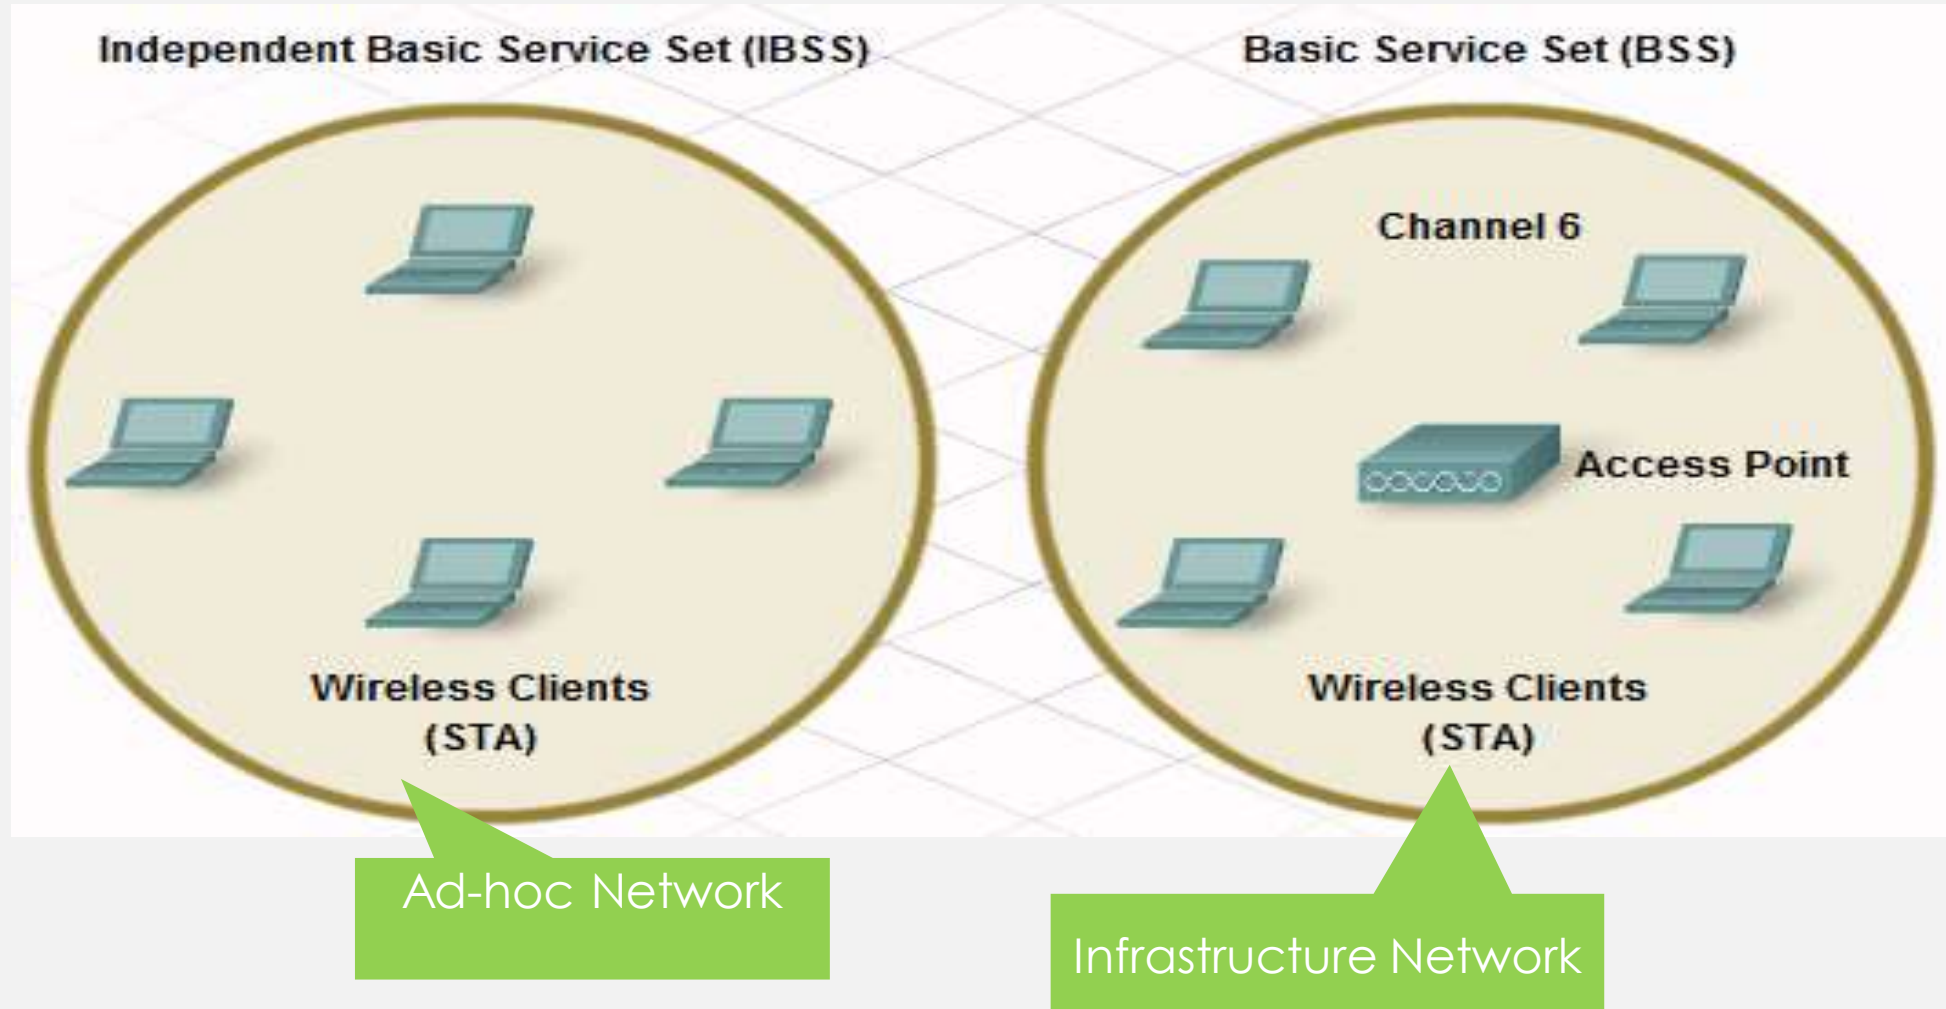 Independent Basic Service Set (IBSS)
Wireless Clients
(STA)
Ad-hoc Network
Basic Service Set (BSS)
Channel 6
Access Point
Wireless Clients
(STA)
Infrastructure Network